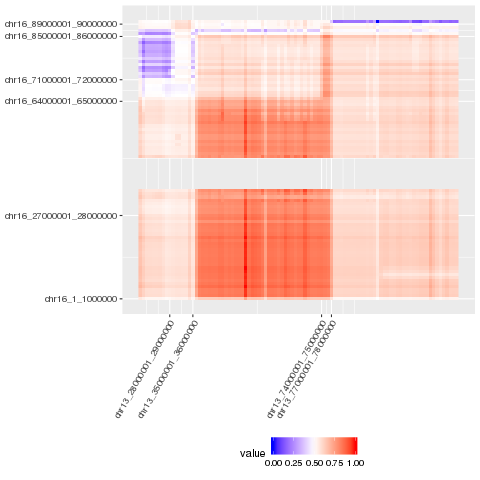 chr16_89000001_90000000
chr16_85000001_86000000
chr16_71000001_72000000
chr16_64000001_65000000
chr16_27000001_28000000
chr16_1_1000000
chr13_28000001_29000000
chr13_35000001_36000000
chr13_74000001_75000000
chr13_77000001_78000000
value
0.00 0.25 0.50 0.75 1.00